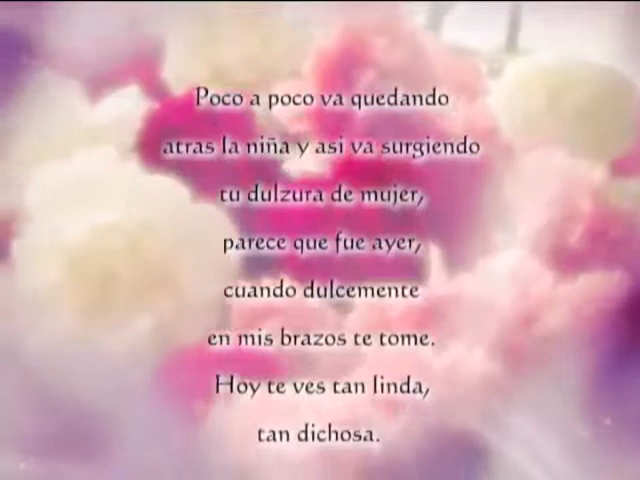 Poco a poco va quedando
atras la niña y asi va surgiendo
tu dulzura de mujer,
parece que fue ayer,
cuando dulcemente
en mis brazos te tome.
Hoy te ves tan linda,
tan dichosa.